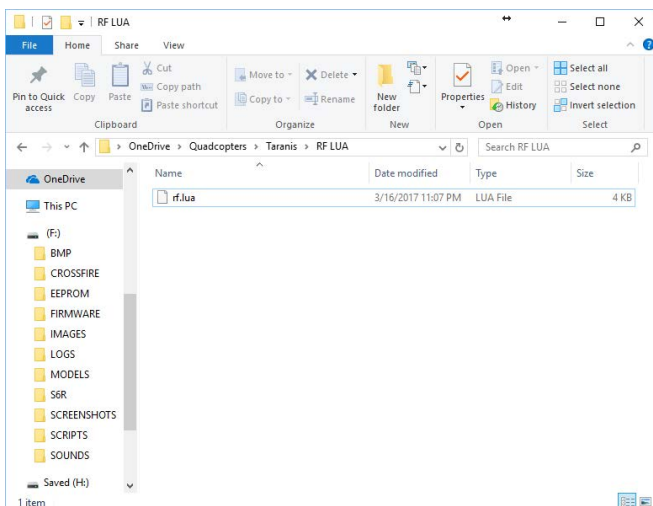 RF LUA
File Home Share View
Pin to Quick access
Copy
Paste
Cut
Copy path
Paste shortcut
Clipboard
Move to
Copy to
Delete
Rename
Organize
New folder
New
Properties
Open
Edit
History
Open
Select all
Select none
Invert selection
Select
OneDrive > Quadcopters > Taranis > RF LUA
Search RF LUA
Name Date modified Type Size
rf.lua 3/16/2017 11:07 PM LUA File 4 KB
OneDrive
This PC
(F:)
BMP
CROSSFIRE
EEPROM
FIRMWARE
IMAGES
LOGS
MODELS
S6R
SCREENSHOTS
SCRIPTS
SOUNDS
Saved (H:)
1 item